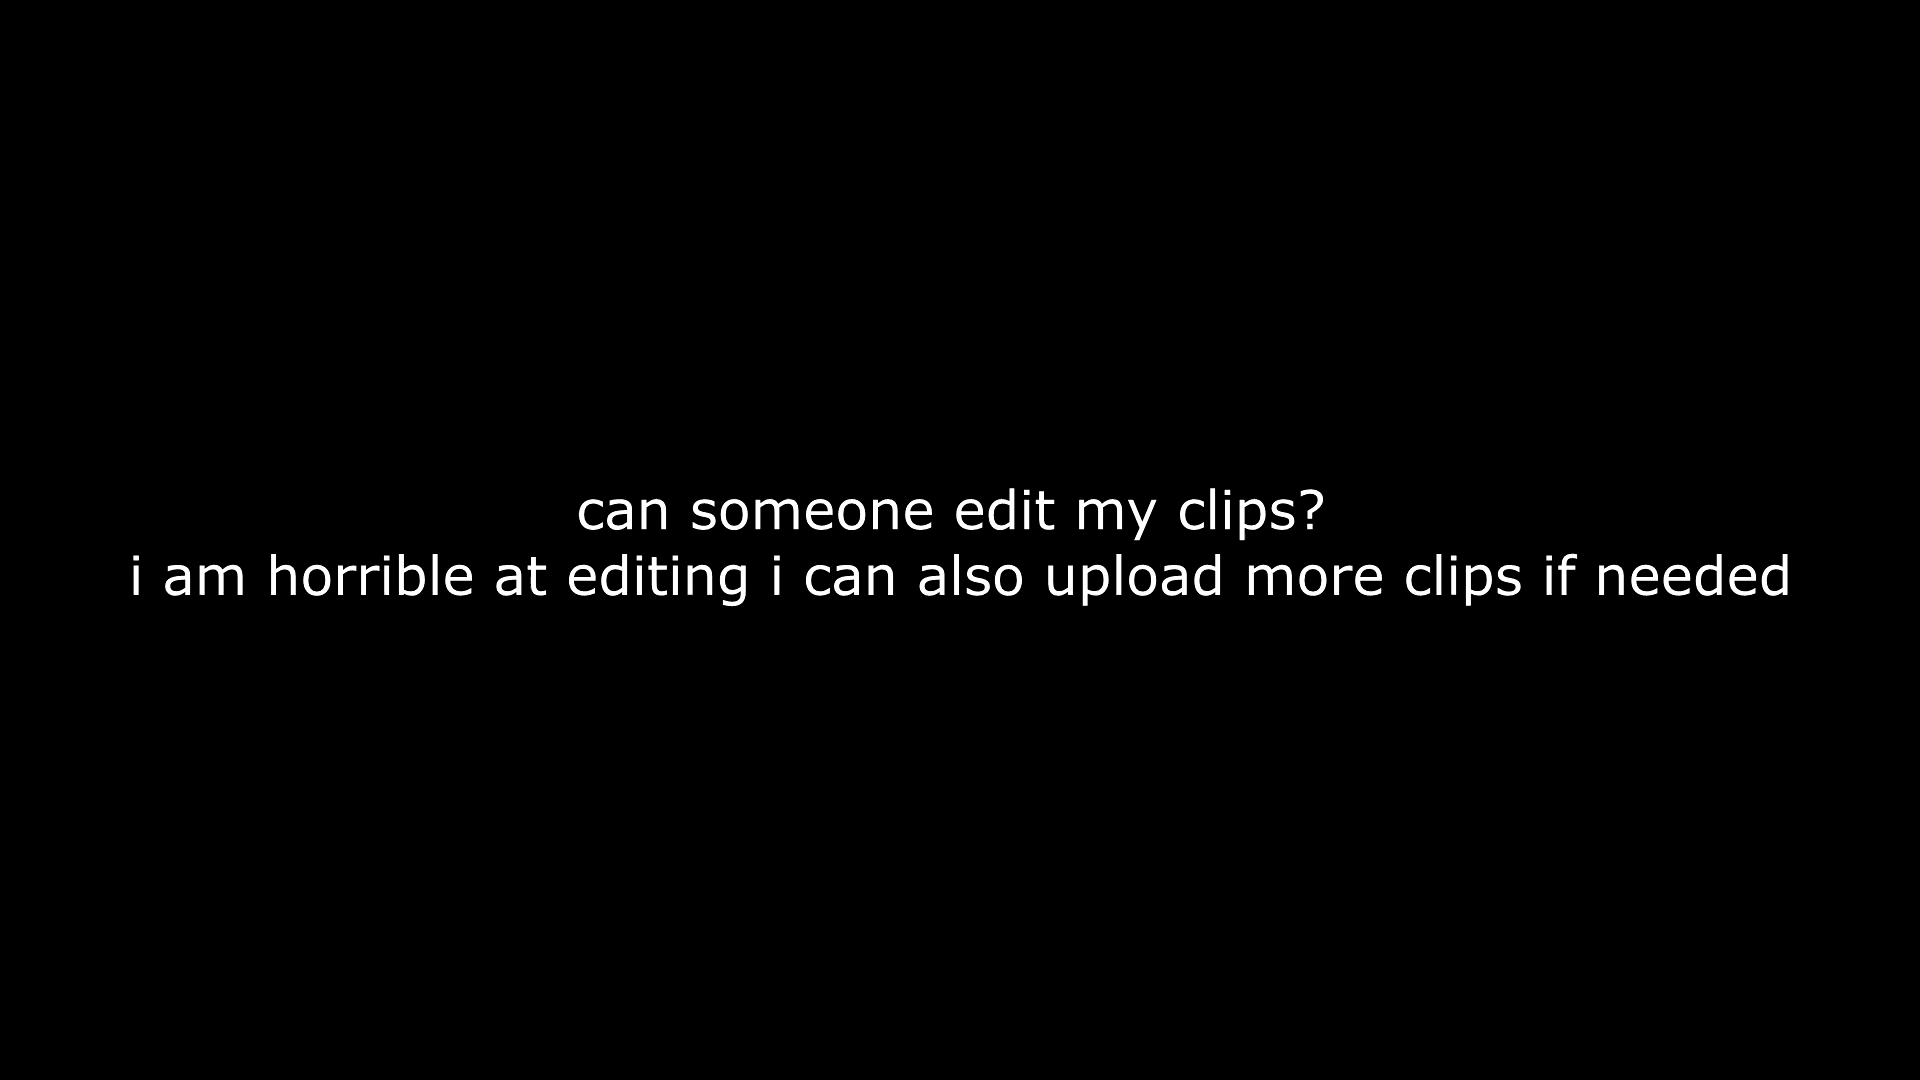 can someone edit my clips?
i am horrible at editing i can also upload more clips if needed